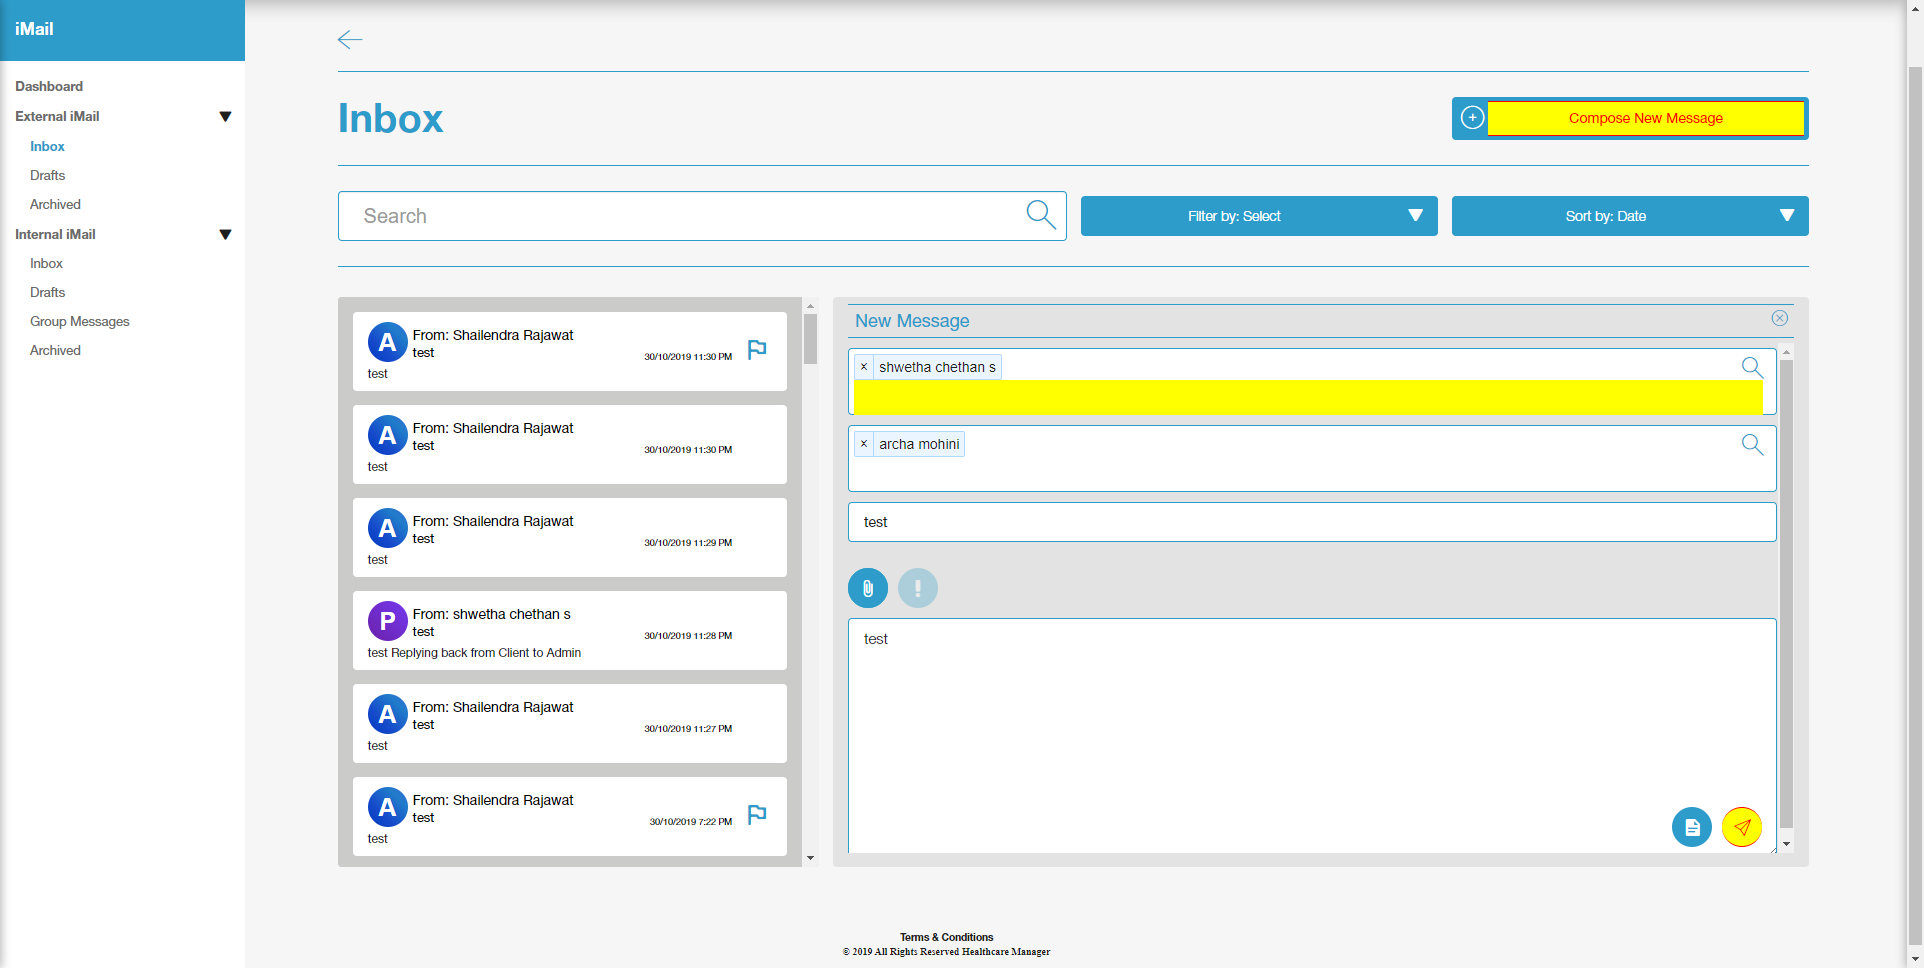 iMail
Dashboard
External iMail
Inbox
Drafts
Archived
Internal iMail
Inbox
Drafts
Group Messages
Archived
Inbox
Compose New Message
Search
Filter by: Select
Sort by: Date
A
From: Shailendra Rajawat
test
30/10/2019 11:30 PM
test
A
From: Shailendra Rajawat
test
30/10/2019 11:30 PM
test
A
From: Shailendra Rajawat
test
30/10/2019 11:29 PM
test
P
From: shwetha chethan s
test
30/10/2019 11:28 PM
test Replying back from Client to Admin
A
From: Shailendra Rajawat
test
30/10/2019 11:27 PM
test
A
From: Shailendra Rajawat
test
30/10/2019 7:22 PM
test
New Message
x shwetha chethan s
x archa mohini
test
test
Terms & Conditions
© 2019 All Rights Reserved Healthcare Manager